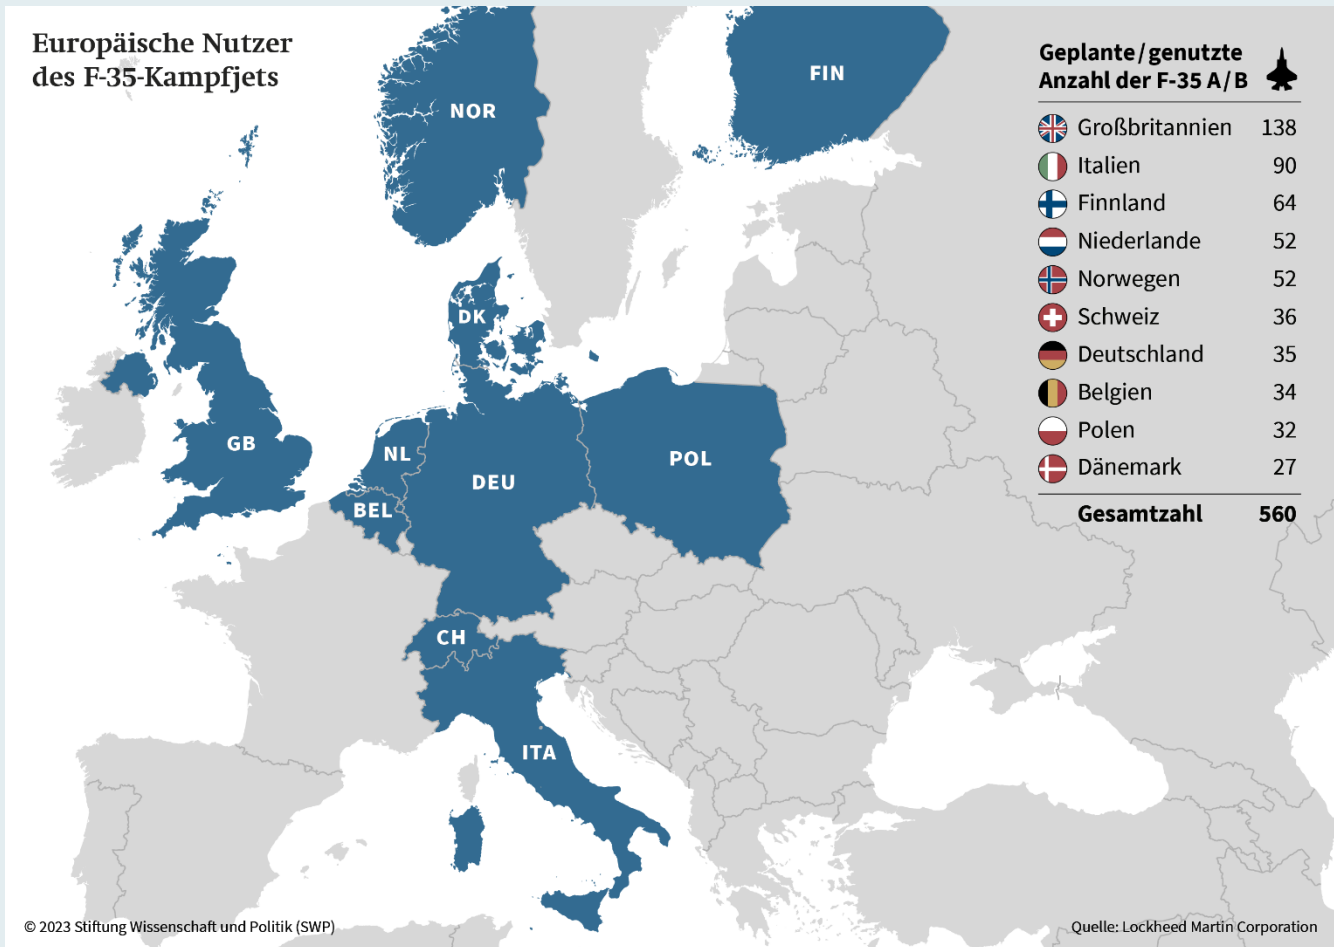 Europäische Nutzer
des F-35-Kampfjets
Geplante/genutzte
Anzahl der F-35 A/B
Großbritannien 138
Italien 90
Finnland 64
Niederlande 52
Norwegen 52
Schweiz 36
Deutschland 35
Belgien 34
Polen 32
Dänemark 27
Gesamtzahl 560
NOR
FIN
DK
GB
NL
DEU
POL
BEL
CH
ITA
© 2023 Stiftung Wissenschaft und Politik (SWP)
Quelle: Lockheed Martin Corporation